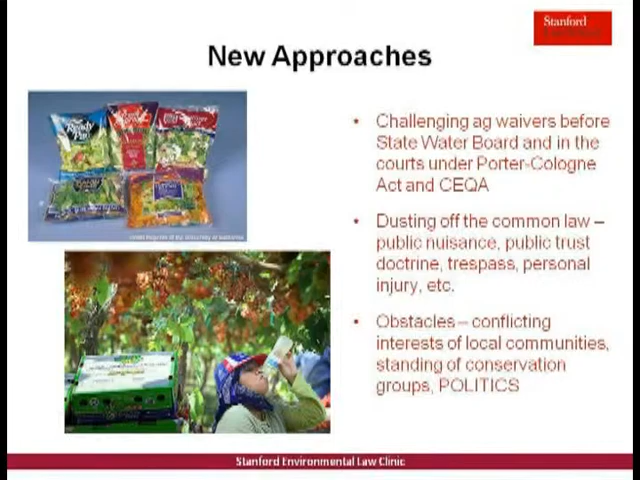 Stanford
New Approaches
Ready
Pac
• Challenging ag waivers before
State Water Board and in the
courts under Porter-Cologne
Act and CEQA
• Dusting off the common law –
public nuisance, public trust
doctrine, trespass, personal
injury, etc.
• Obstacles – conflicting
interests of local communities,
standing of conservation
groups, POLITICS
Stanford Environmental Law Clinic